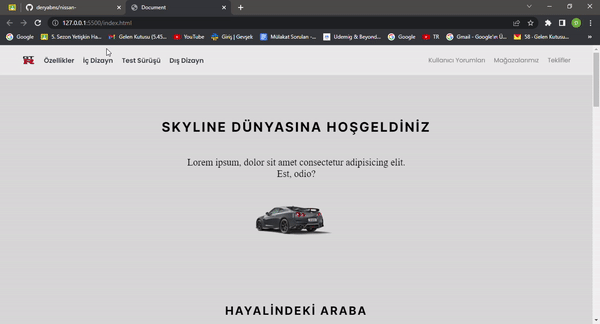 deryabmı/nissan-
Document
127.0.0.1:5500/index.html
Google
5. Sezon Yetişkin Ha...
Gelen Kutusu (5.45...
YouTube
Giriş | Gevşek
Mülakat Soruları -...
Udemig & Beyond...
Google
TR
Gmail - Google'ın Ü...
58 - Gelen Kutusu...
GT R
Özellikler
İç Dizayn
Test Sürüşü
Dış Dizayn
Kullanıcı Yorumları
Mağazalarımız
Teklifler
SKYLINE DÜNYASINA HOŞGELDİNİZ
Lorem ipsum, dolor sit amet consectetur adipisicing elit.
Est, odio?
HAYALİNDEKİ ARABA